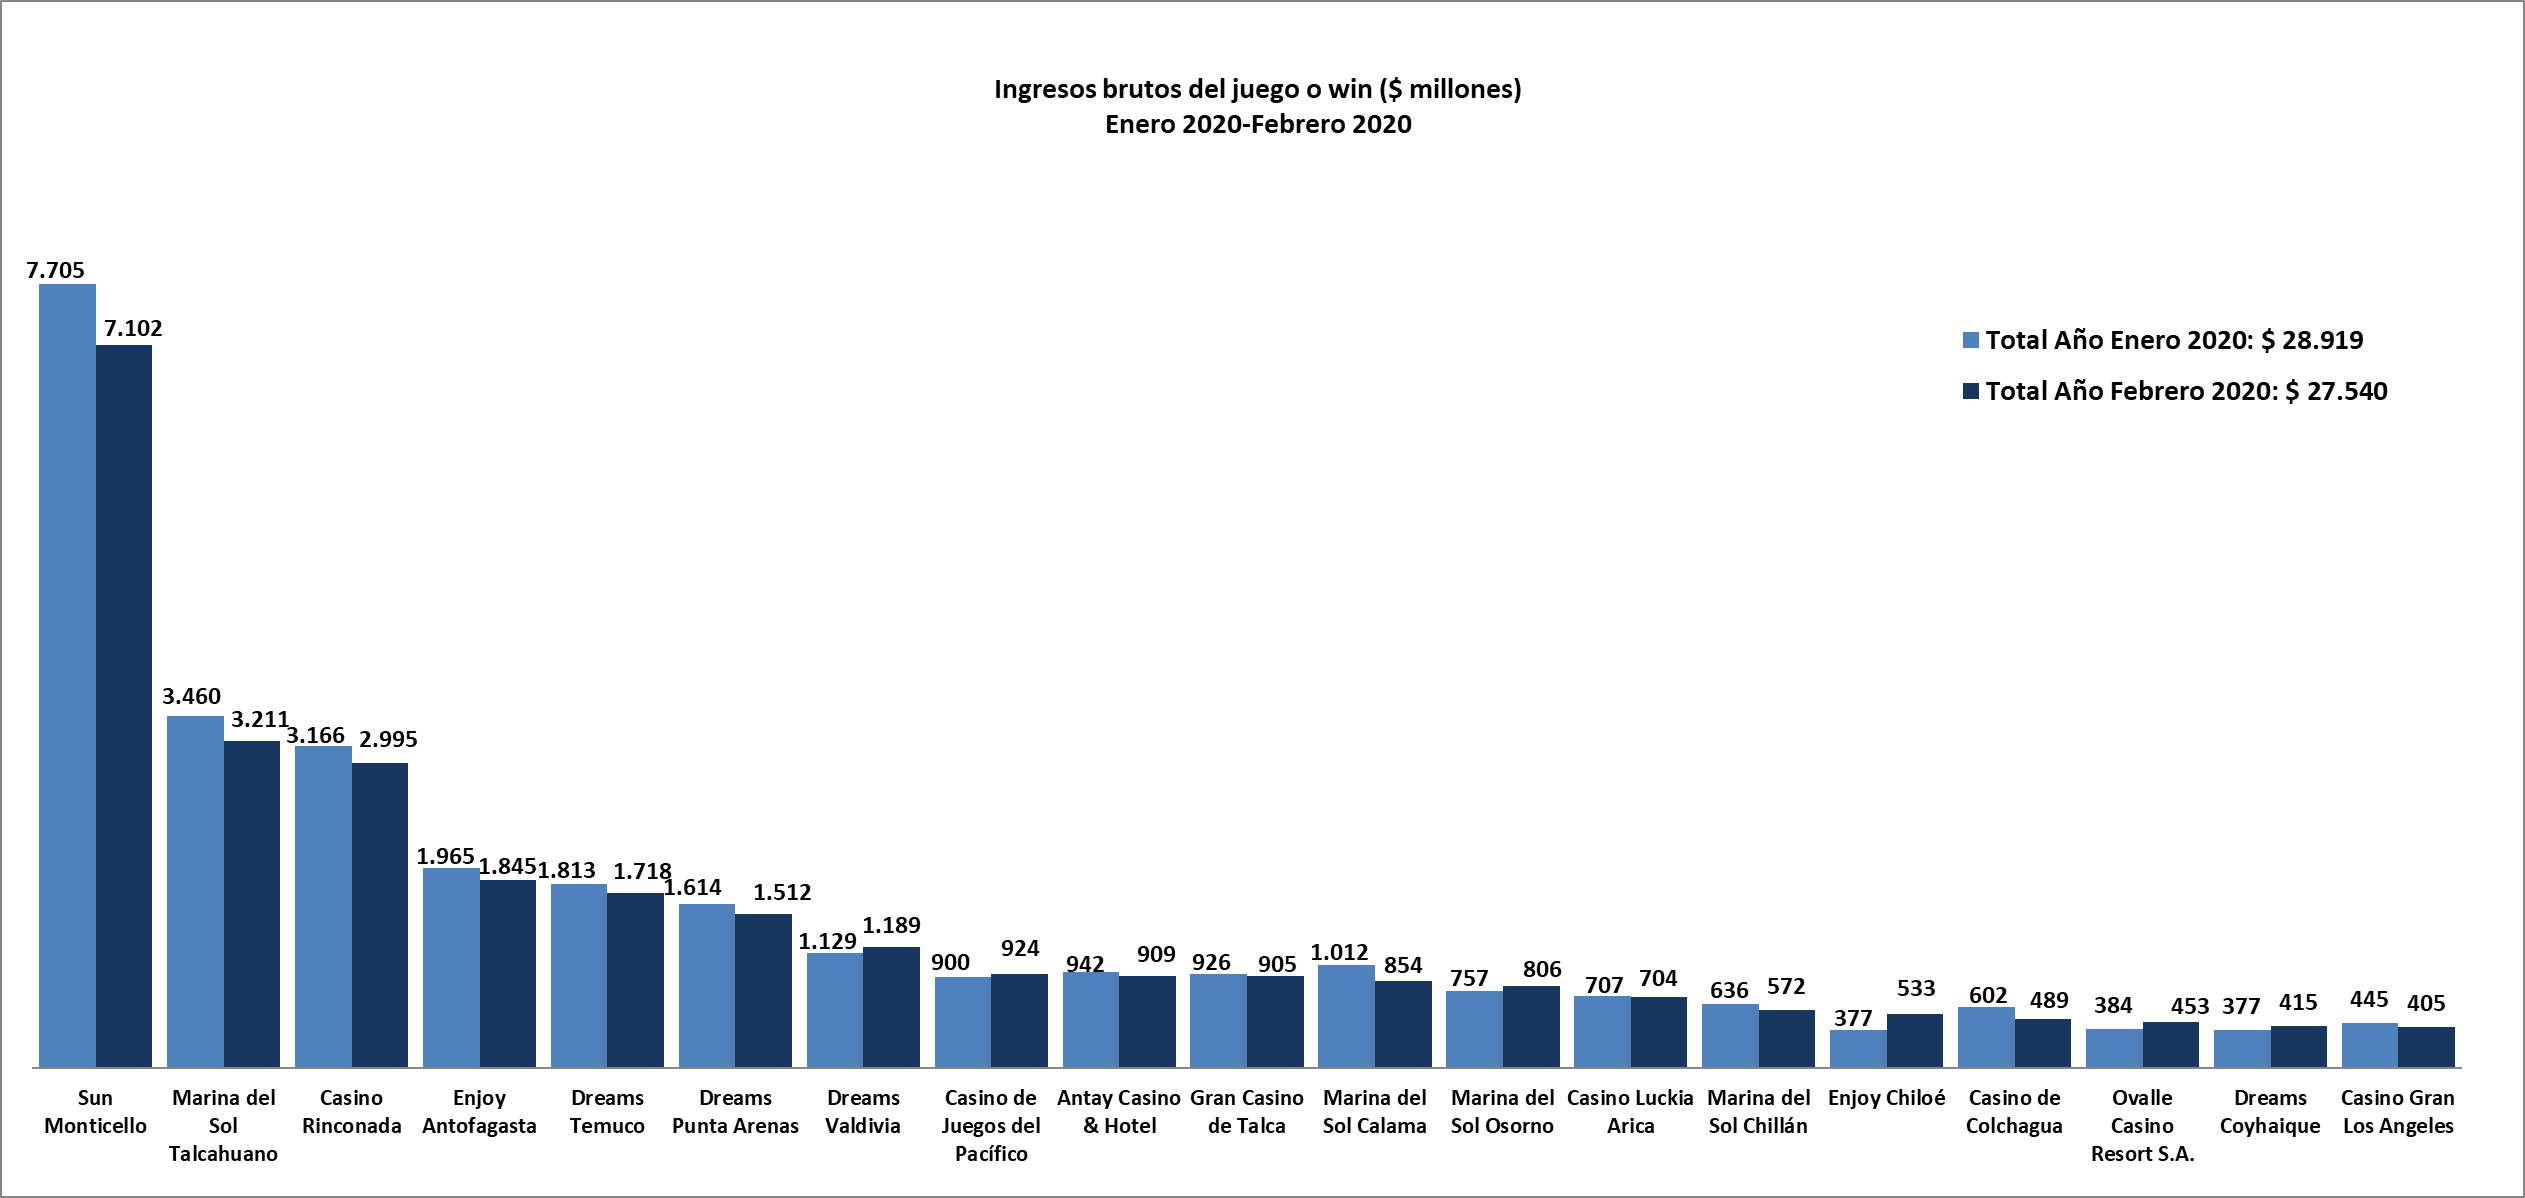 Ingresos brutos del juego o win ($ millones)
Enero 2020-Febrero 2020
Total Año Enero 2020: $ 28.919
Total Año Febrero 2020: $ 27.540
7.705
7.102
3.460
3.211
3.166
2.995
1.965
1.845
1.813
1.718
1.614
1.512
1.129
1.189
900
924
942
909
926
905
1.012
854
757
806
707
704
636
572
377
533
602
489
384
453
377
415
445
405
Sun
Monticello
Marina del
Sol
Talcahuano
Casino
Rinconada
Enjoy
Antofagasta
Dreams
Temuco
Dreams
Punta Arenas
Dreams
Valdivia
Casino de
Juegos del
Pacífico
Antay Casino
& Hotel
Gran Casino
de Talca
Marina del
Sol Calama
Marina del
Sol Osorno
Casino Luckia
Arica
Marina del
Sol Chillán
Enjoy Chiloé
Casino de
Colchagua
Ovalle
Casino
Resort S.A.
Dreams
Coyhaique
Casino Gran
Los Angeles